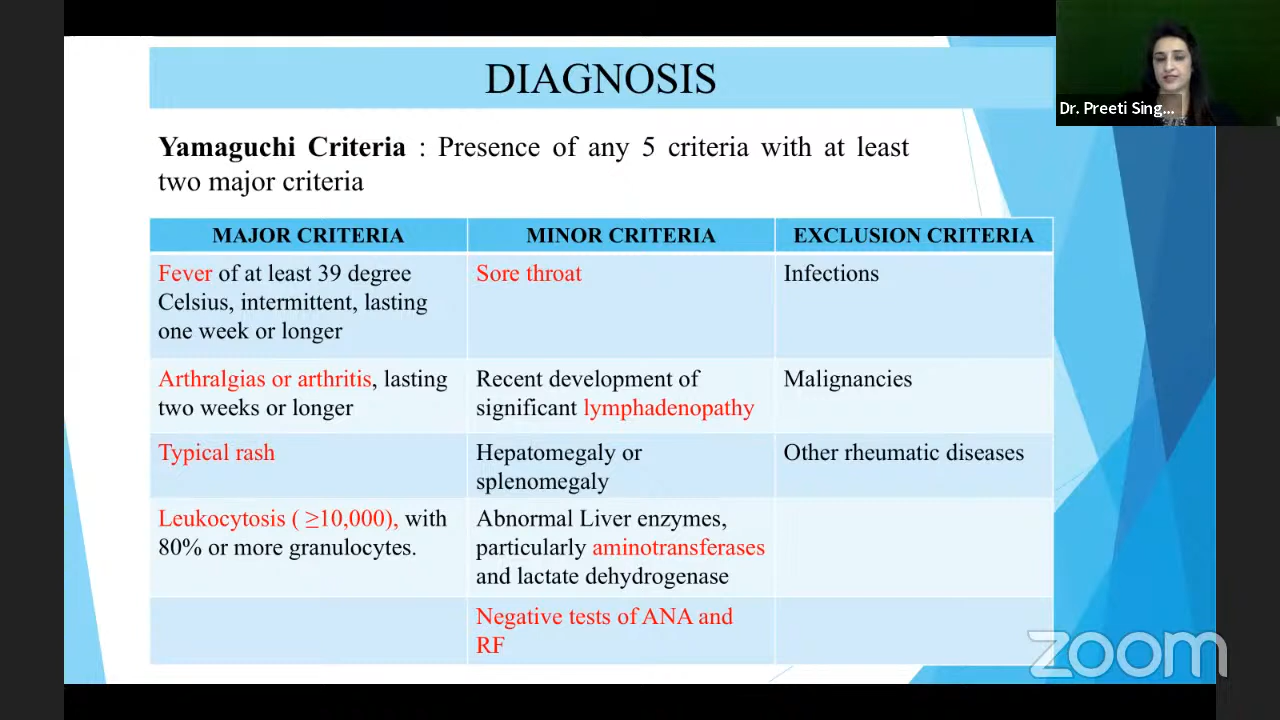 DIAGNOSIS
Dr. Preeti Sing...
Yamaguchi Criteria : Presence of any 5 criteria with at least
two major criteria
MAJOR CRITERIA
MINOR CRITERIA
EXCLUSION CRITERIA
Fever of at least 39 degree
Celsius, intermittent, lasting
one week or longer
Sore throat
Infections
Arthralgias or arthritis, lasting
two weeks or longer
Recent development of
significant lymphadenopathy
Malignancies
Typical rash
Hepatomegaly or
splenomegaly
Other rheumatic diseases
Leukocytosis ( ≥10,000), with
80% or more granulocytes.
Abnormal Liver enzymes,
particularly aminotransferases
and lactate dehydrogenase
Negative tests of ANA and
RF
zoom